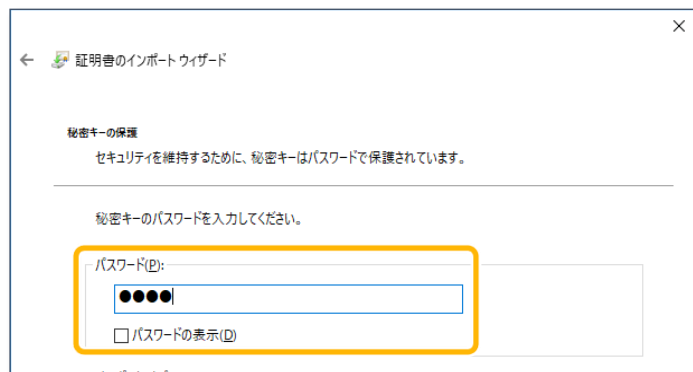 証明書のインポート ウィザード
秘密キーの保護
セキュリティを維持するために、秘密キーはパスワードで保護されています。
秘密キーのパスワードを入力してください。
パスワード(P):
●●●●
パスワードの表示(D)